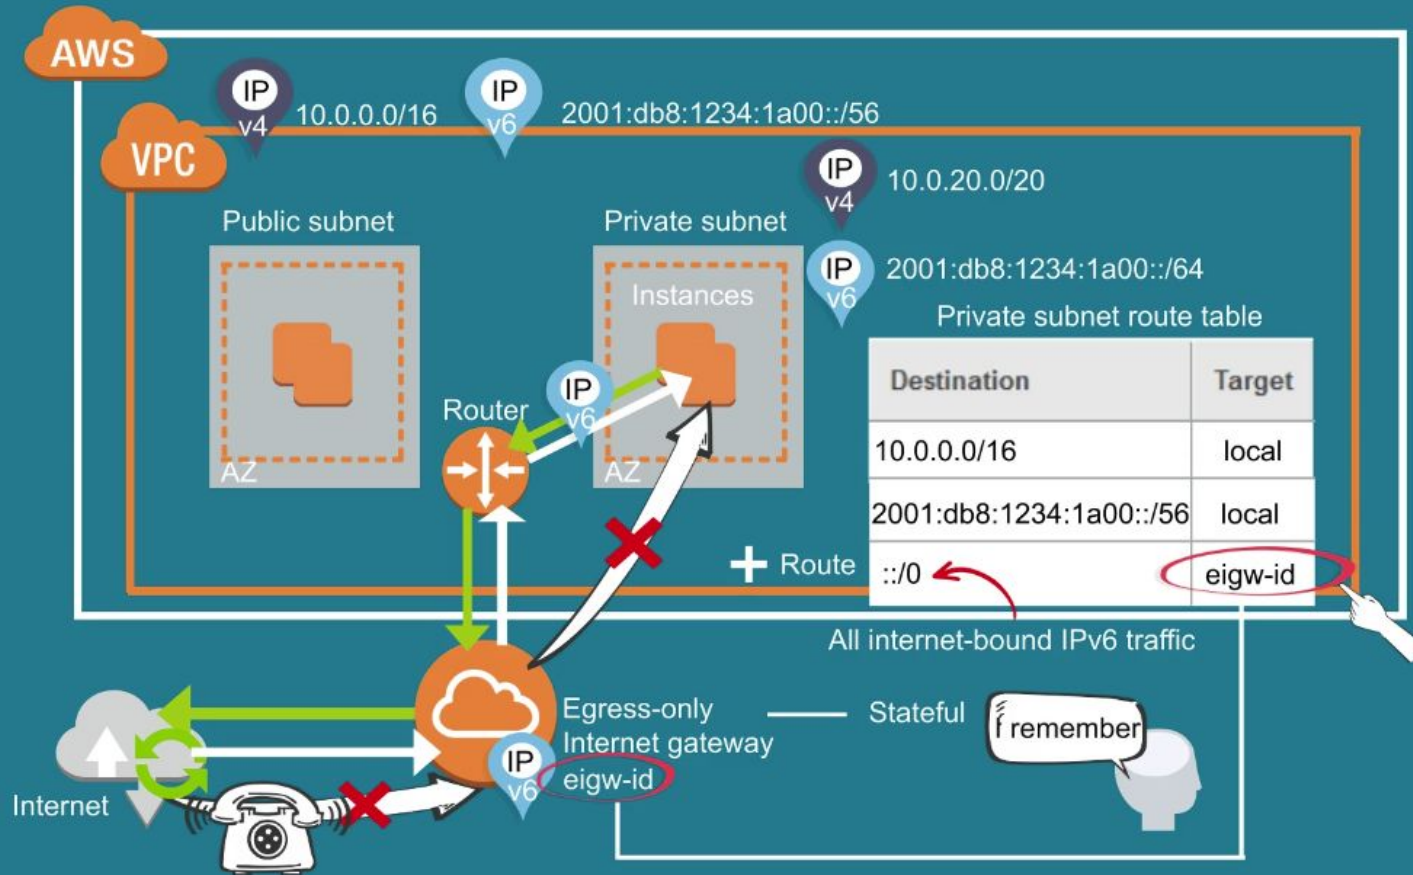 AWS
IP
v4
10.0.0.0/16
IP
v6
2001:db8:1234:1a00::/56
VPC
IP
v4
10.0.20.0/20
Public subnet
Private subnet
IP
v6
2001:db8:1234:1a00::/64
Instances
Private subnet route table
Destination Target
10.0.0.0/16 local
2001:db8:1234:1a00::/56 local
::/0 eigw-id
IP
v6
Router
AZ
AZ
Route
All internet-bound IPv6 traffic
Egress-only
Internet gateway
eigw-id
IP
v6
Stateful
remember
Internet